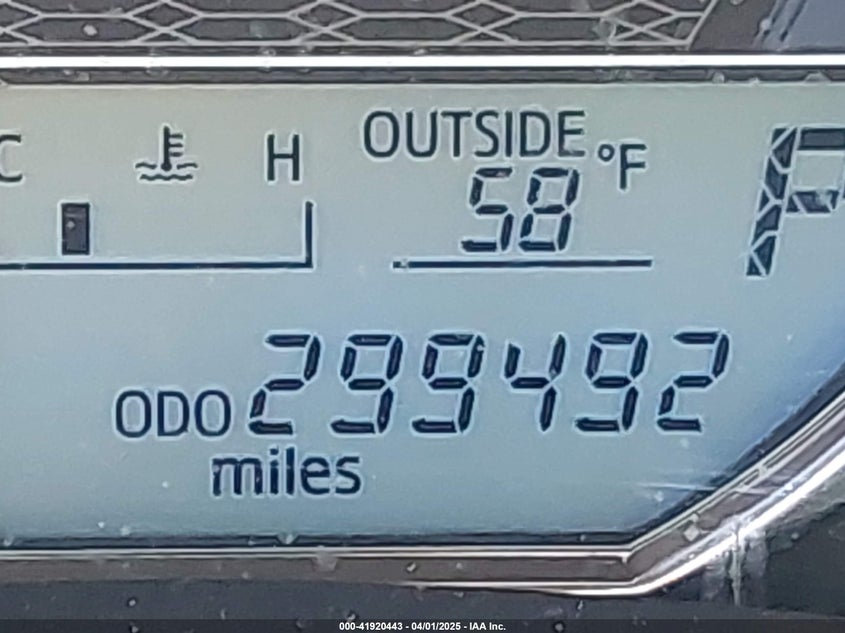 C H OUTSIDE °F P
58
ODO 299492
miles
000-41920443 - 04/01/2025 - IAA Inc.